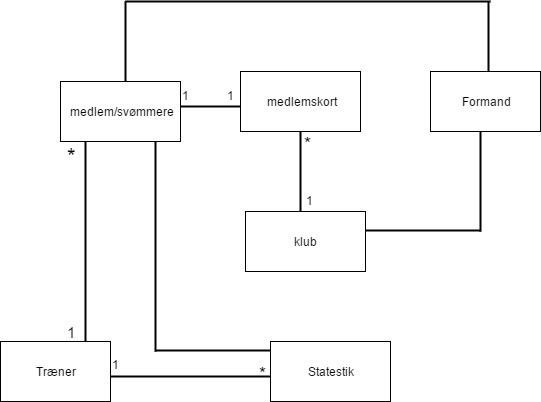 medlem/svømmere
1
1
medlemskort
Formand
*
*
1
klub
1
Træner
1
*
Statestik